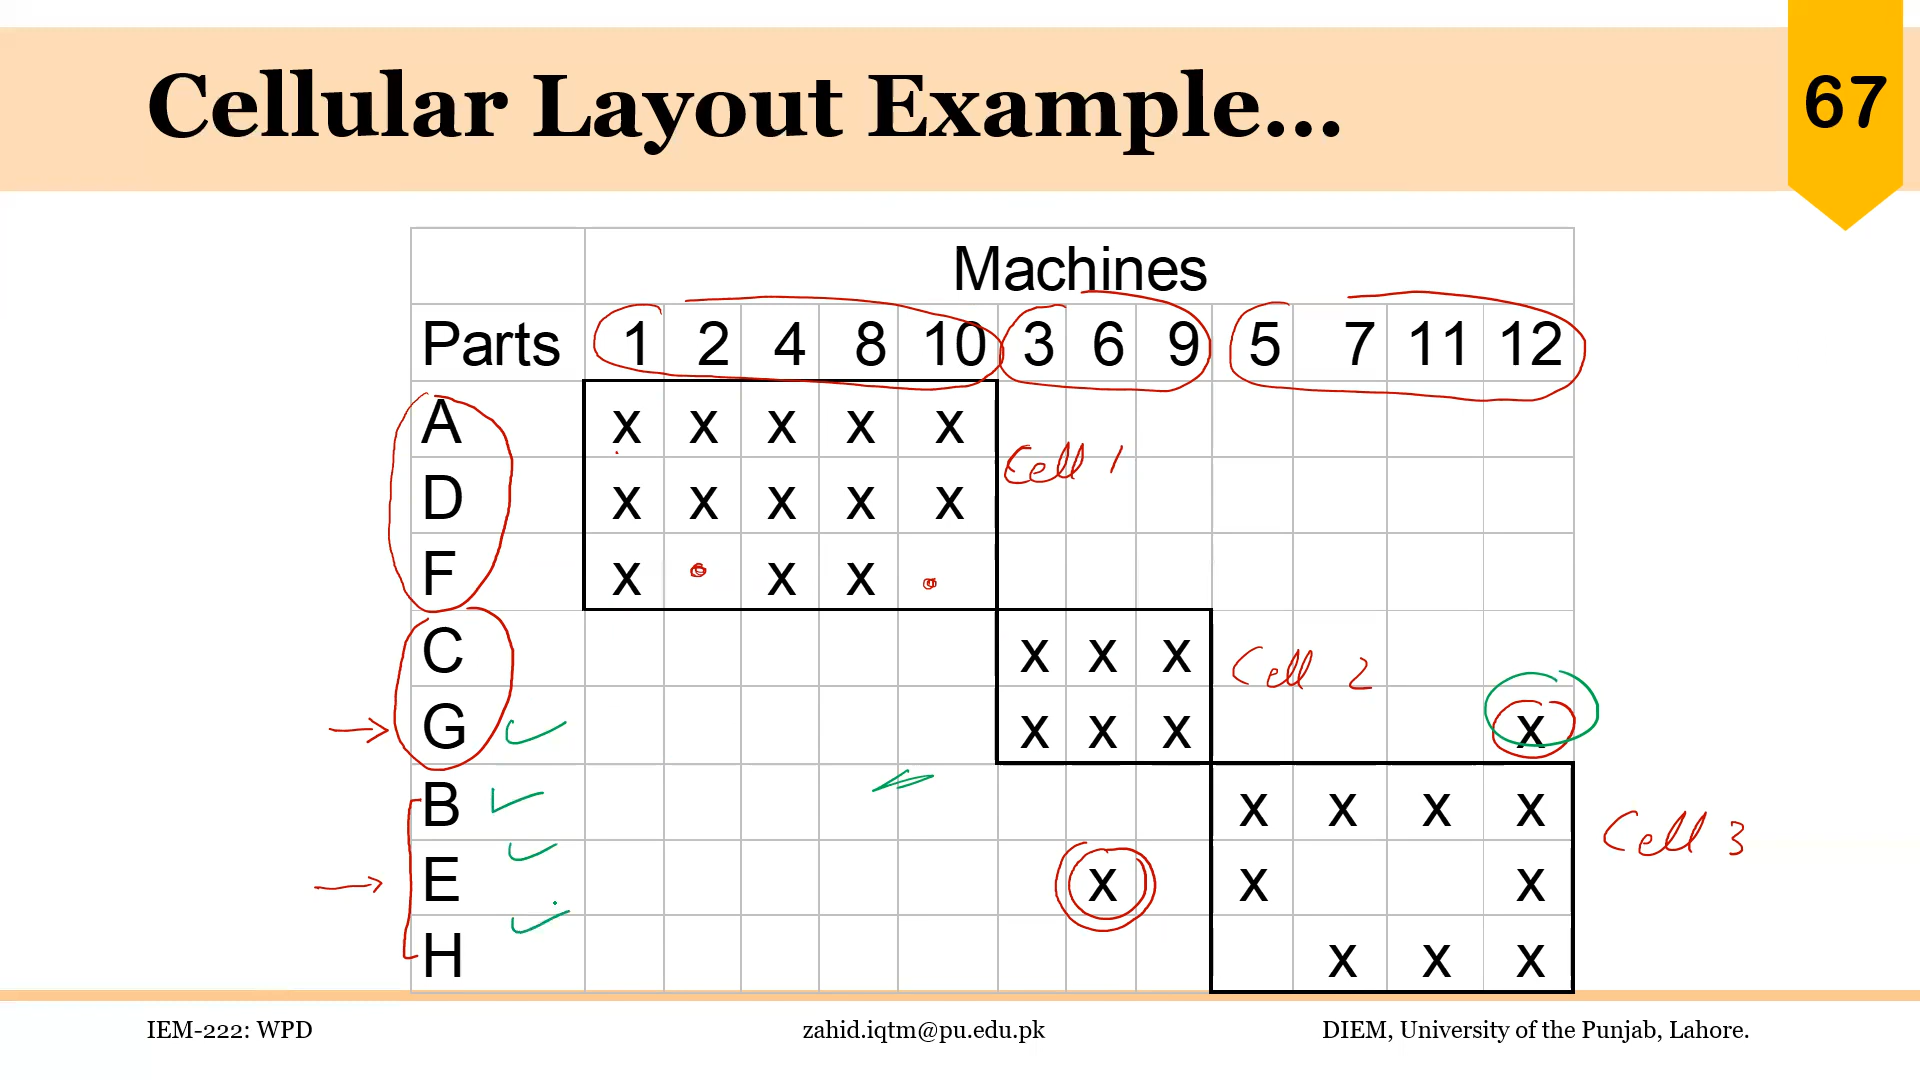 Cellular Layout Example...
67
Machines
Parts 1 2 4 8 10 3 6 9 5 7 11 12
A x x x x x
Cell 1
D x x x x x
F x x x x
C x x x
Cell 2
G x x x x
B x x x x
Cell 3
E x x x
H x x x
IEM-222: WPD zahid.iqtm@pu.edu.pk DIEM, University of the Punjab, Lahore.